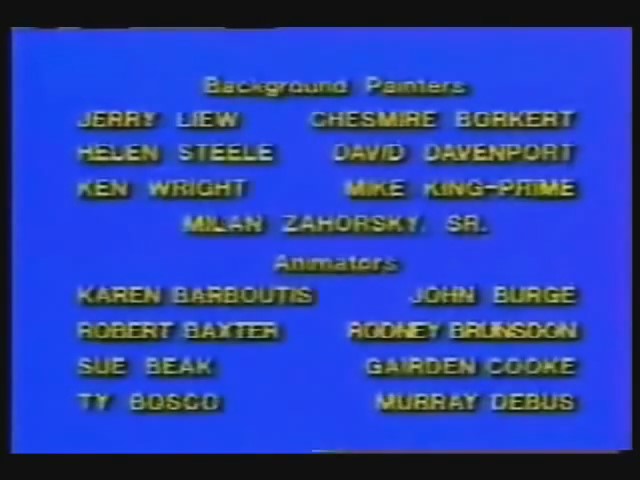 Background Painters
JERRY LIEW CHESMIRE BORKERT
HELEN STEELE DAVID DAVENPORT
KEN WRIGHT MIKE KING-PRIME
MILAN ZAHORSKY, SR.
Animators
KAREN BARBOUTIS JOHN BURGE
ROBERT BAXTER RODNEY BRUNSDON
SUE BEAK GAIRDEN COOKE
TY BOSCO MURRAY DEBUS